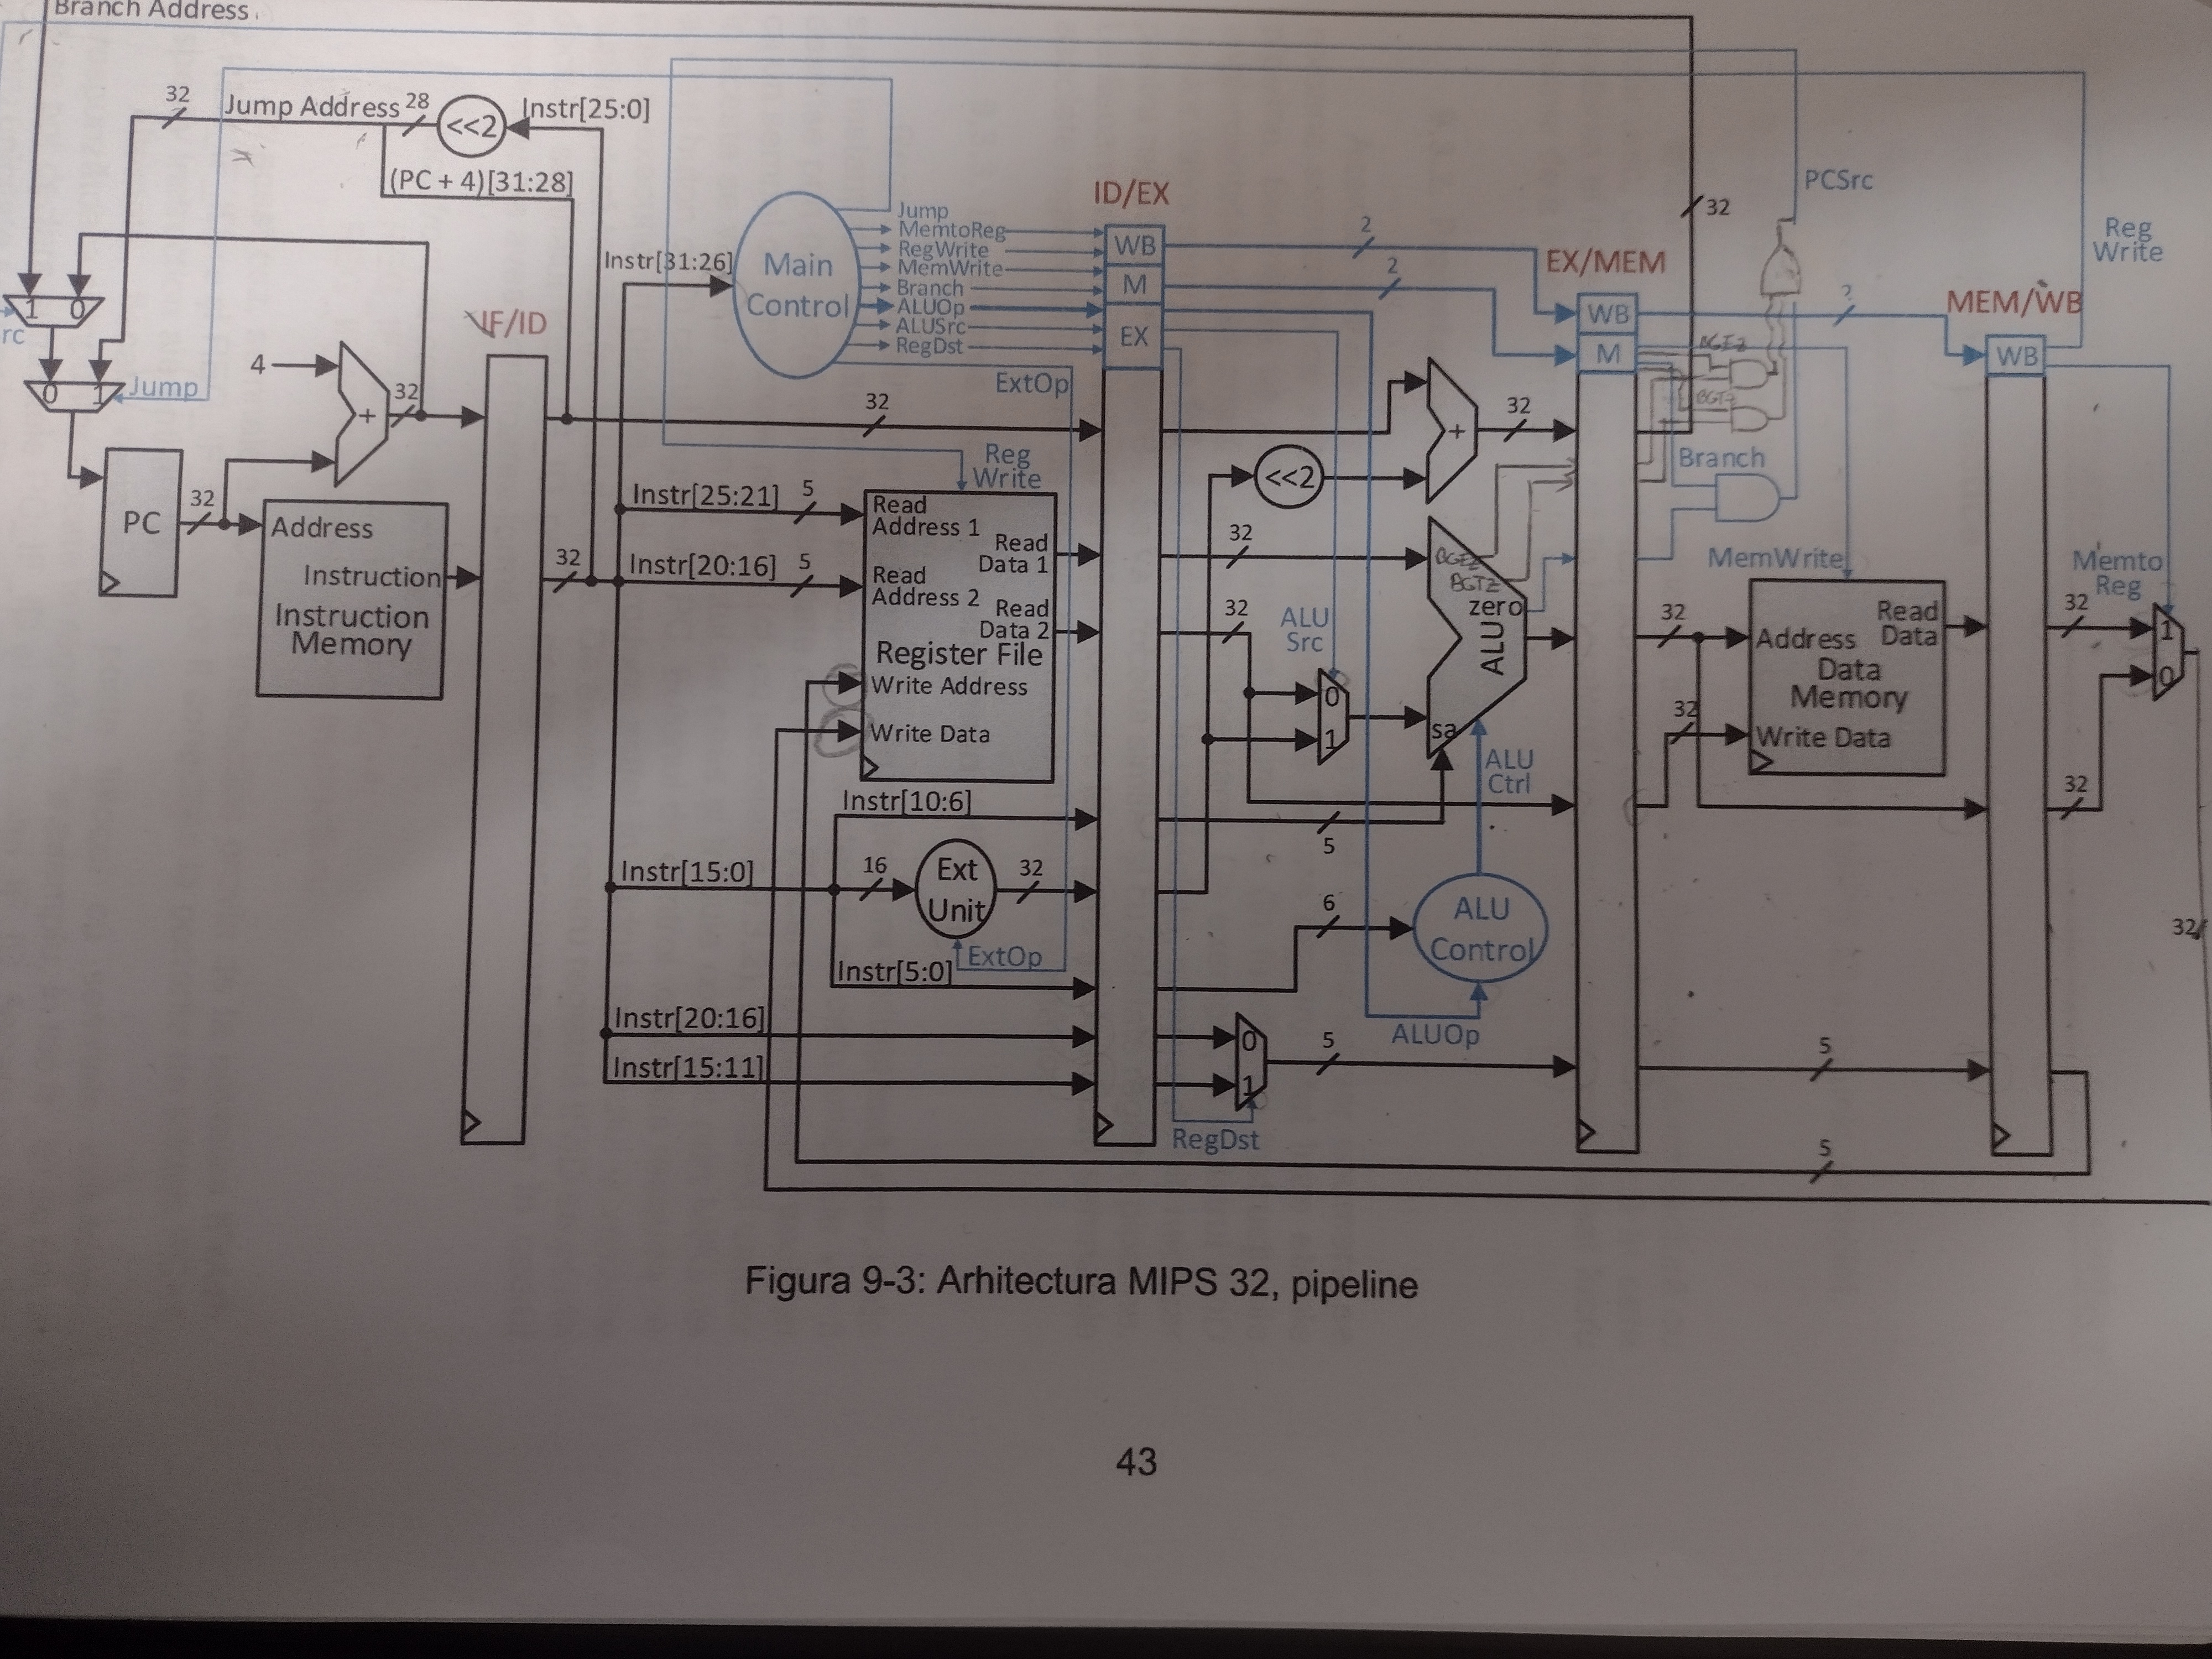 Branch Address
32
Jump Address
28
<<2
Instr[25:0]
(PC + 4)[31:28]
PCSrc
32
Reg
Write
ID/EX
Jump
MemtoReg
RegWrite
MemWrite
Branch
ALUOp
ALUSrc
RegDst
ExtOp
Main
Control
Instr[31:26]
WB
M
EX
2
2
EX/MEM
WB
M
2
MEM/WB
WB
1 0
rc
0 1
Jump
IF/ID
4
+
32
32
+
32
BGEZ
BGTZ
Branch
Reg
Write
<<2
PC
32
Address
Instruction
Instruction
Memory
32
Instr[25:21]
5
Instr[20:16]
5
Read
Address 1
Read
Data 1
Read
Address 2
Read
Data 2
Register File
Write Address
Write Data
32
32
ALU
Src
0
1
BGEZ
BGTZ
zero
ALU
sa
ALU
Ctrl
MemWrite
32
Address
Read
Data
Data
Memory
32
Write Data
Memto
Reg
32
1
0
32
32
Instr[10:6]
5
Instr[15:0]
16
Ext
Unit
32
ExtOp
Instr[5:0]
6
ALU
Control
ALUOp
Instr[20:16]
Instr[15:11]
0
1
5
RegDst
5
5
Figura 9-3: Arhitectura MIPS 32, pipeline
43